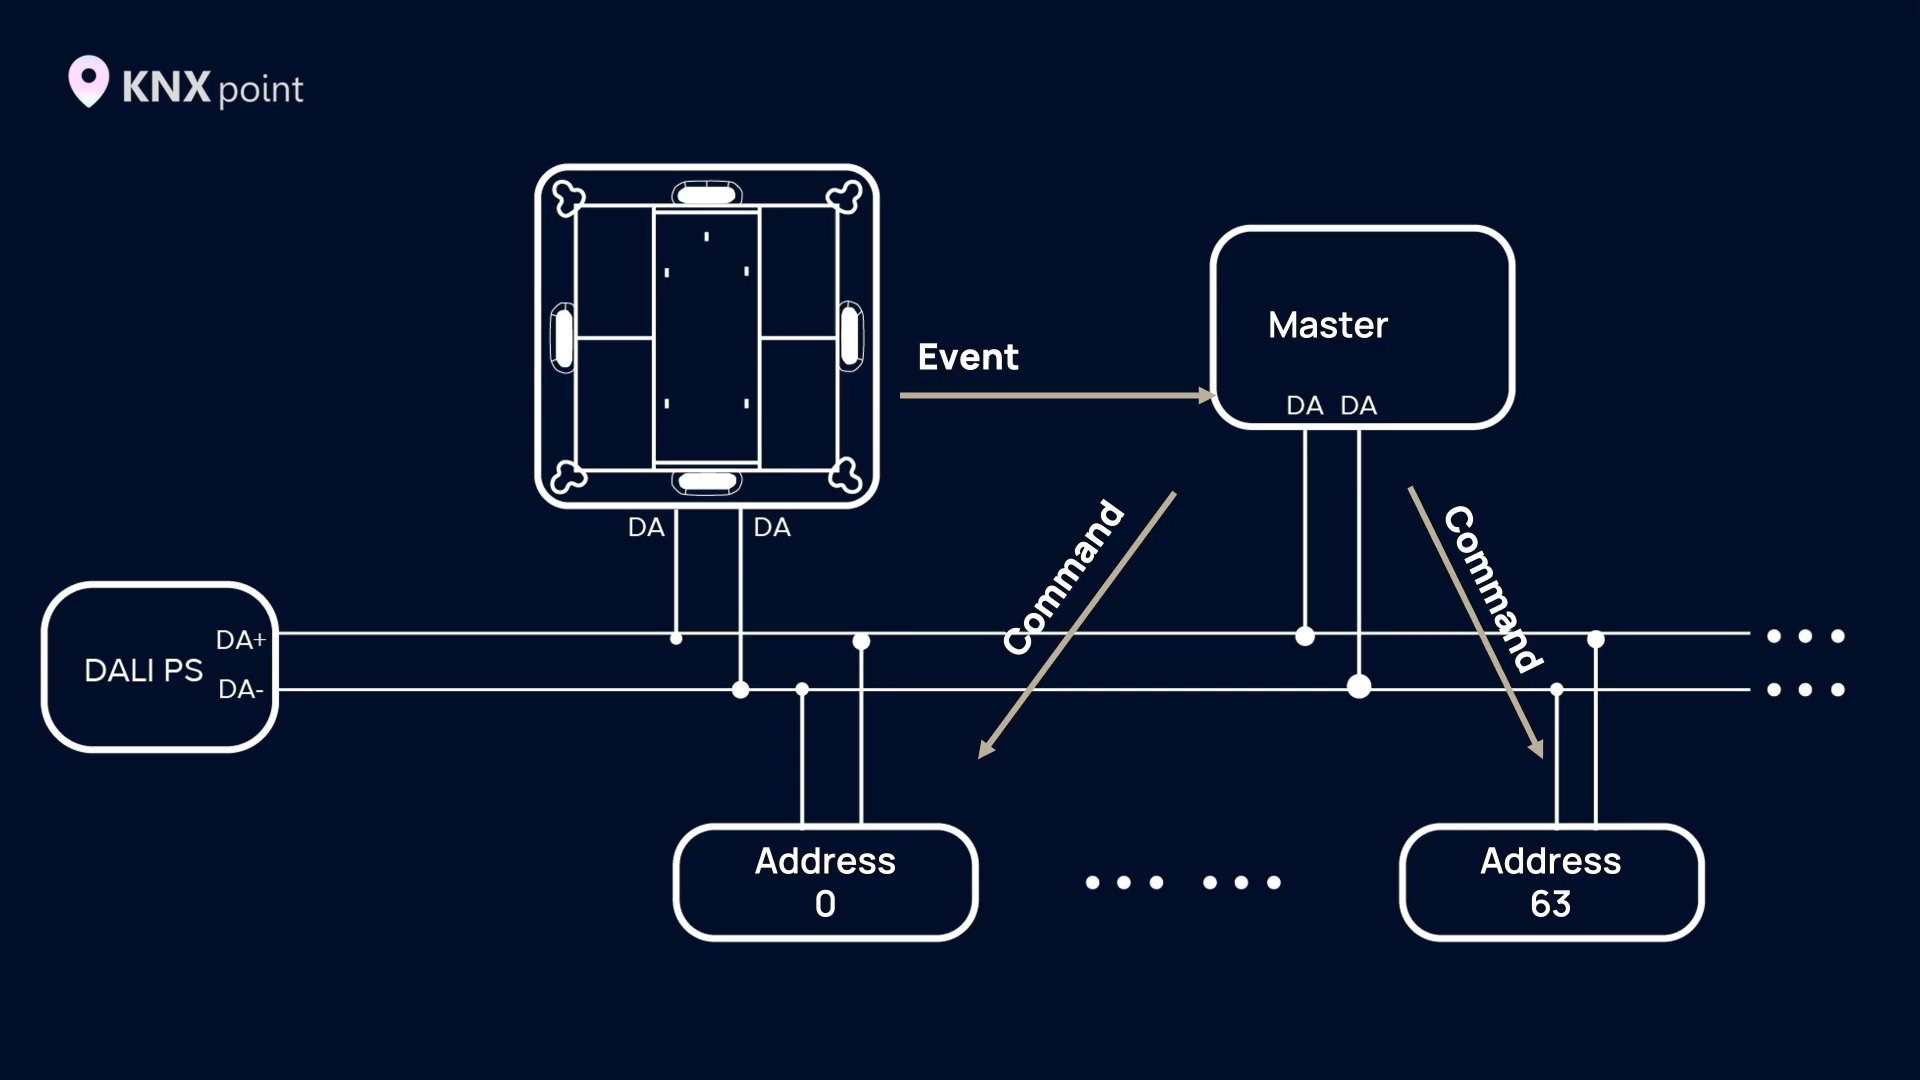 KNX point
Event
Master
DA DA
DA DA
Command
Command
DALI PS
DA+
DA-
Address
0
Address
63